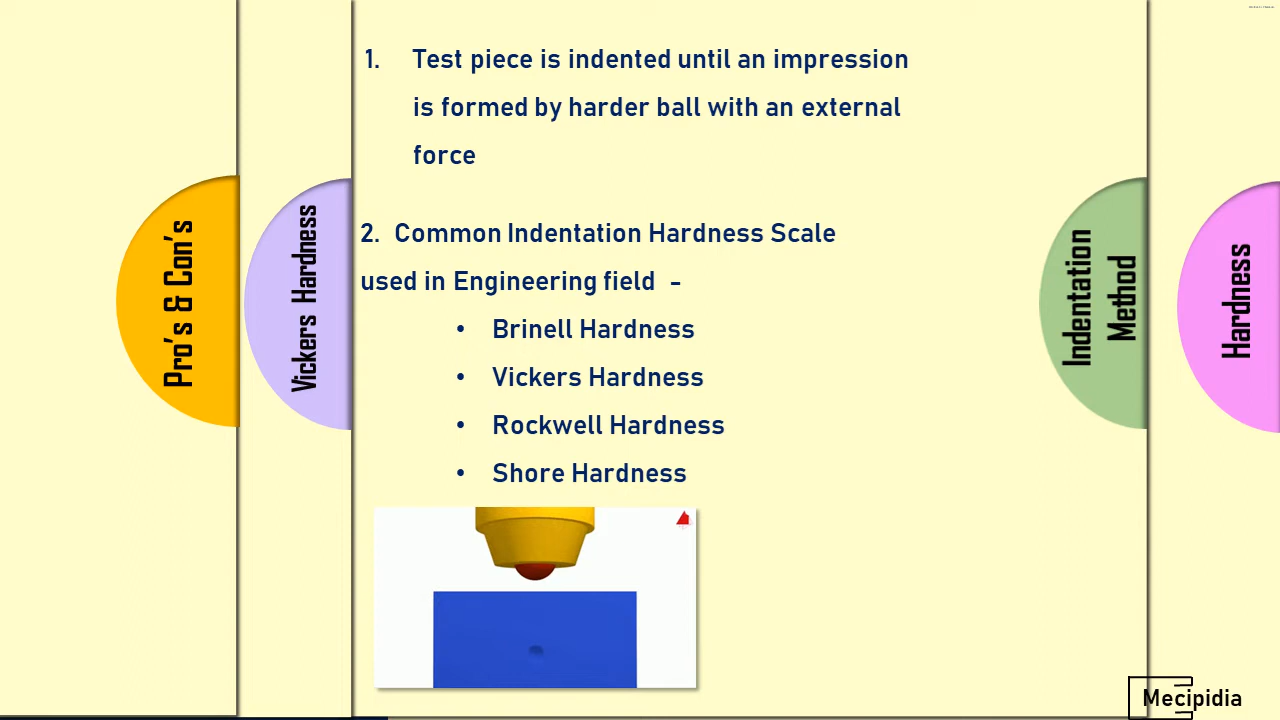 1. Test piece is indented until an impression
is formed by harder ball with an external
force
2. Common Indentation Hardness Scale
used in Engineering field -
• Brinell Hardness
• Vickers Hardness
• Rockwell Hardness
• Shore Hardness
Pro's & Con's
Vickers Hardness
Indentation
Method
Hardness
Mecipidia